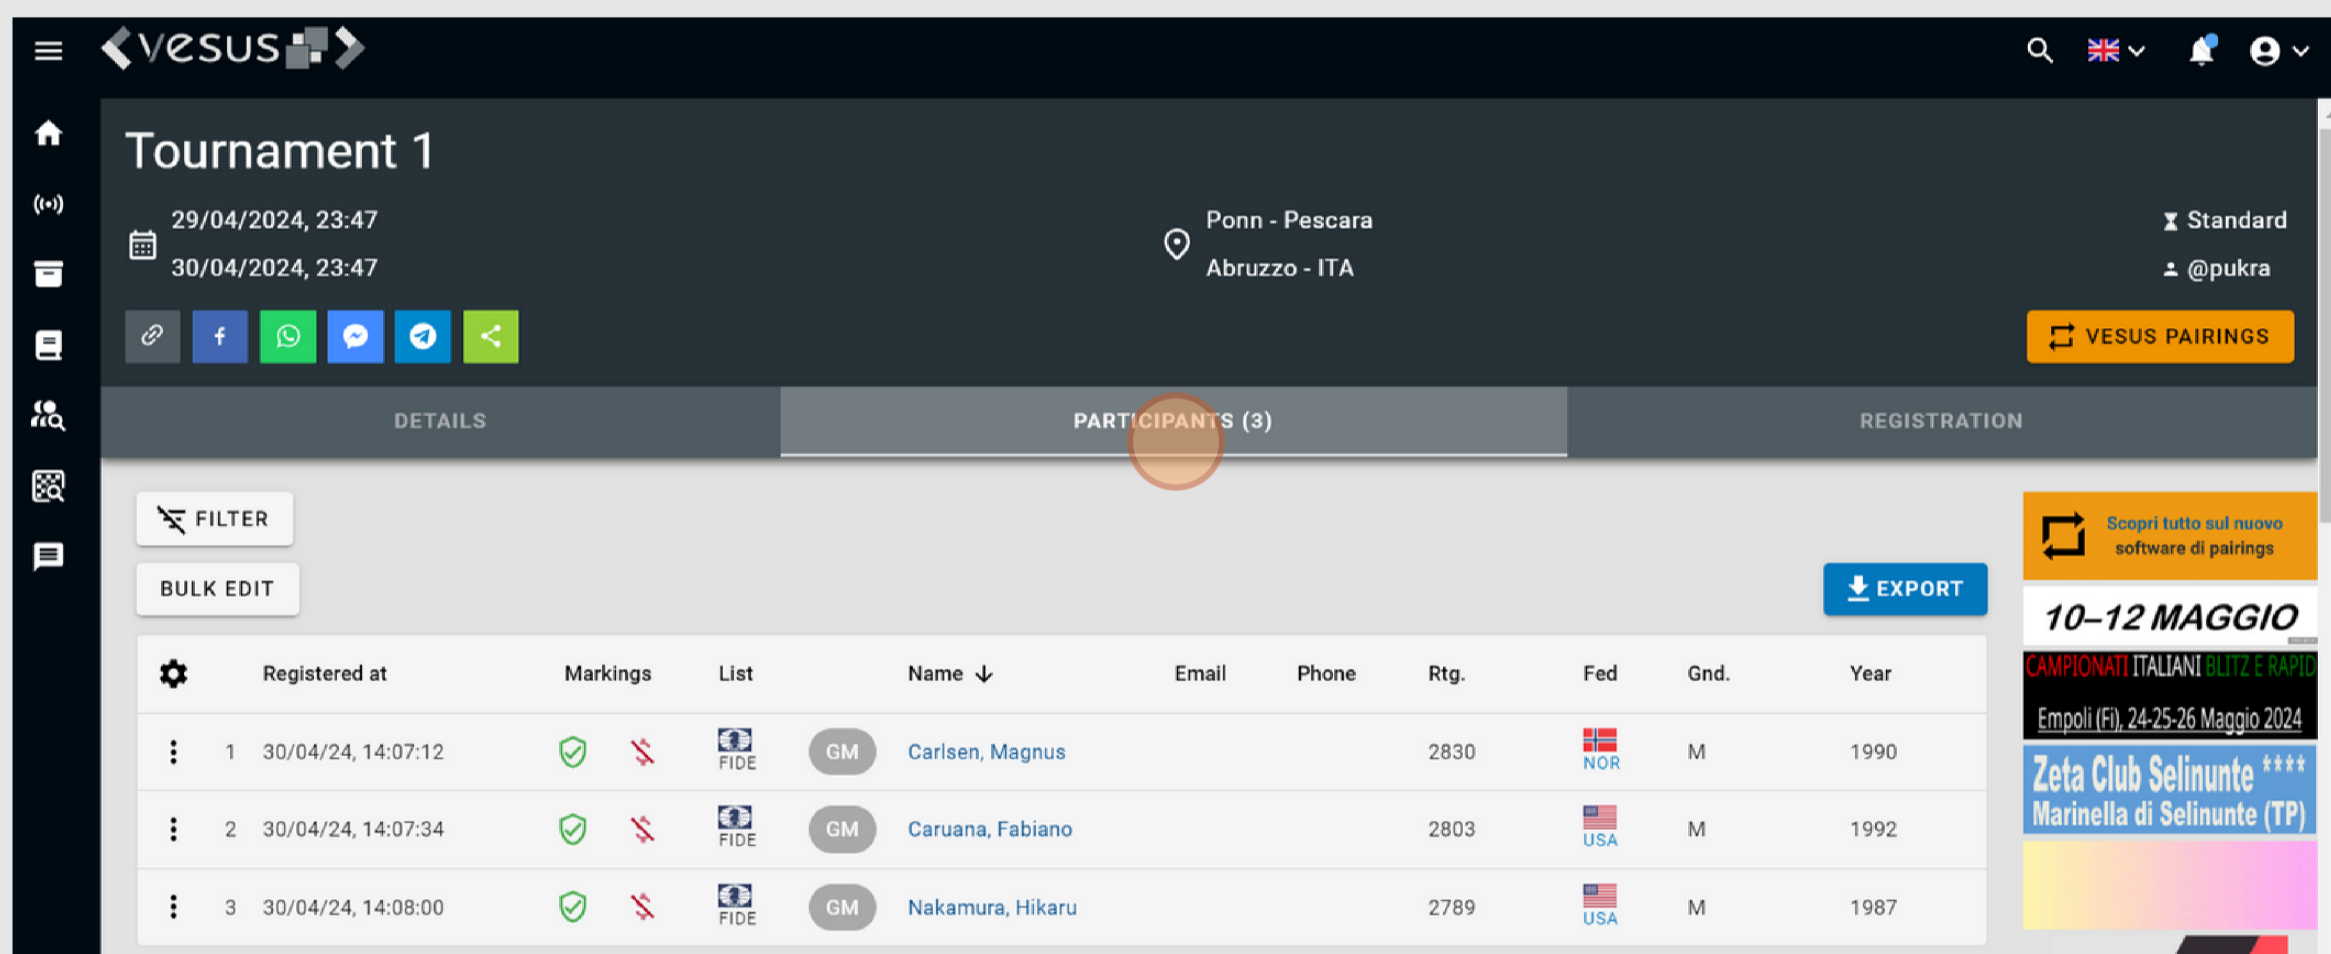 vesus
Tournament 1
29/04/2024, 23:47
30/04/2024, 23:47
Ponn - Pescara
Abruzzo - ITA
Standard
@pukra
VESUS PAIRINGS
DETAILS
PARTICIPANTS (3)
REGISTRATION
FILTER
BULK EDIT
EXPORT
Registered at Markings List Name Email Phone Rtg. Fed Gnd. Year
1 30/04/24, 14:07:12 FIDE GM Carlsen, Magnus 2830 NOR M 1990
2 30/04/24, 14:07:34 FIDE GM Caruana, Fabiano 2803 USA M 1992
3 30/04/24, 14:08:00 FIDE GM Nakamura, Hikaru 2789 USA M 1987
Scopri tutto sul nuovo
software di pairings
10–12 MAGGIO
CAMPIONATI ITALIANI BLITZ E RAPID
Empoli (Fi), 24-25-26 Maggio 2024
Zeta Club Selinunte ****
Marinella di Selinunte (TP)